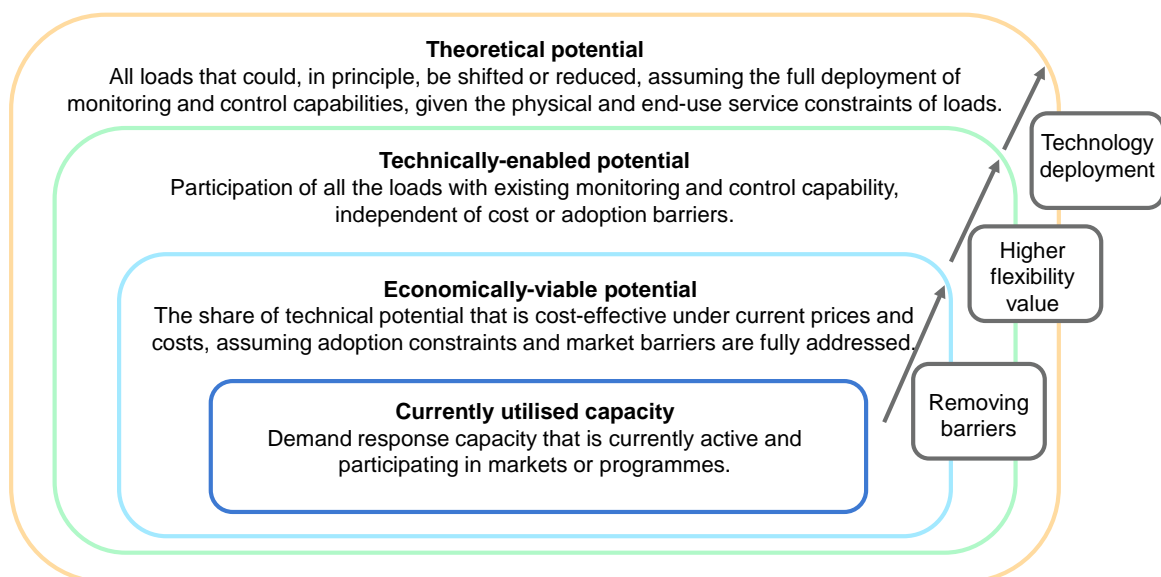 Theoretical potential
All loads that could, in principle, be shifted or reduced, assuming the full deployment of
monitoring and control capabilities, given the physical and end-use service constraints of loads.
Technology
deployment
Technically-enabled potential
Participation of all the loads with existing monitoring and control capability,
independent of cost or adoption barriers.
Higher
flexibility
value
Economically-viable potential
The share of technical potential that is cost-effective under current prices and
costs, assuming adoption constraints and market barriers are fully addressed.
Removing
barriers
Currently utilised capacity
Demand response capacity that is currently active and
participating in markets or programmes.